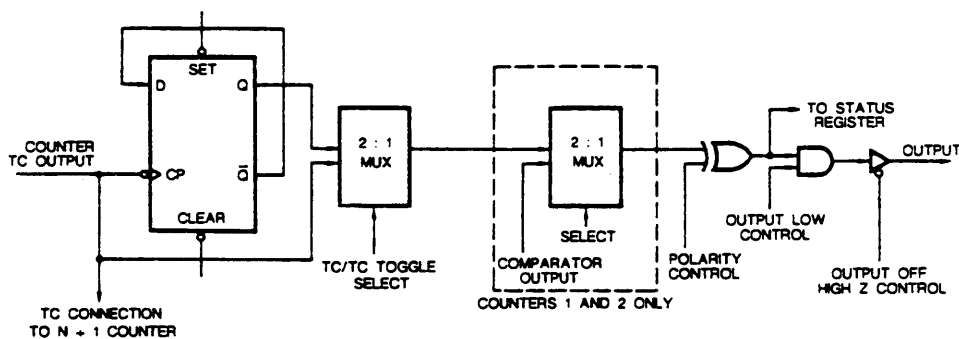 SET
D
Q
COUNTER
TC OUTPUT
CP
Q
CLEAR
2 : 1
MUX
TC/TC TOGGLE
SELECT
TC CONNECTION
TO N + 1 COUNTER
2 : 1
MUX
SELECT
COMPARATOR
OUTPUT
COUNTERS 1 AND 2 ONLY
POLARITY
CONTROL
TO STATUS
REGISTER
OUTPUT LOW
CONTROL
OUTPUT
OUTPUT OFF
HIGH Z CONTROL